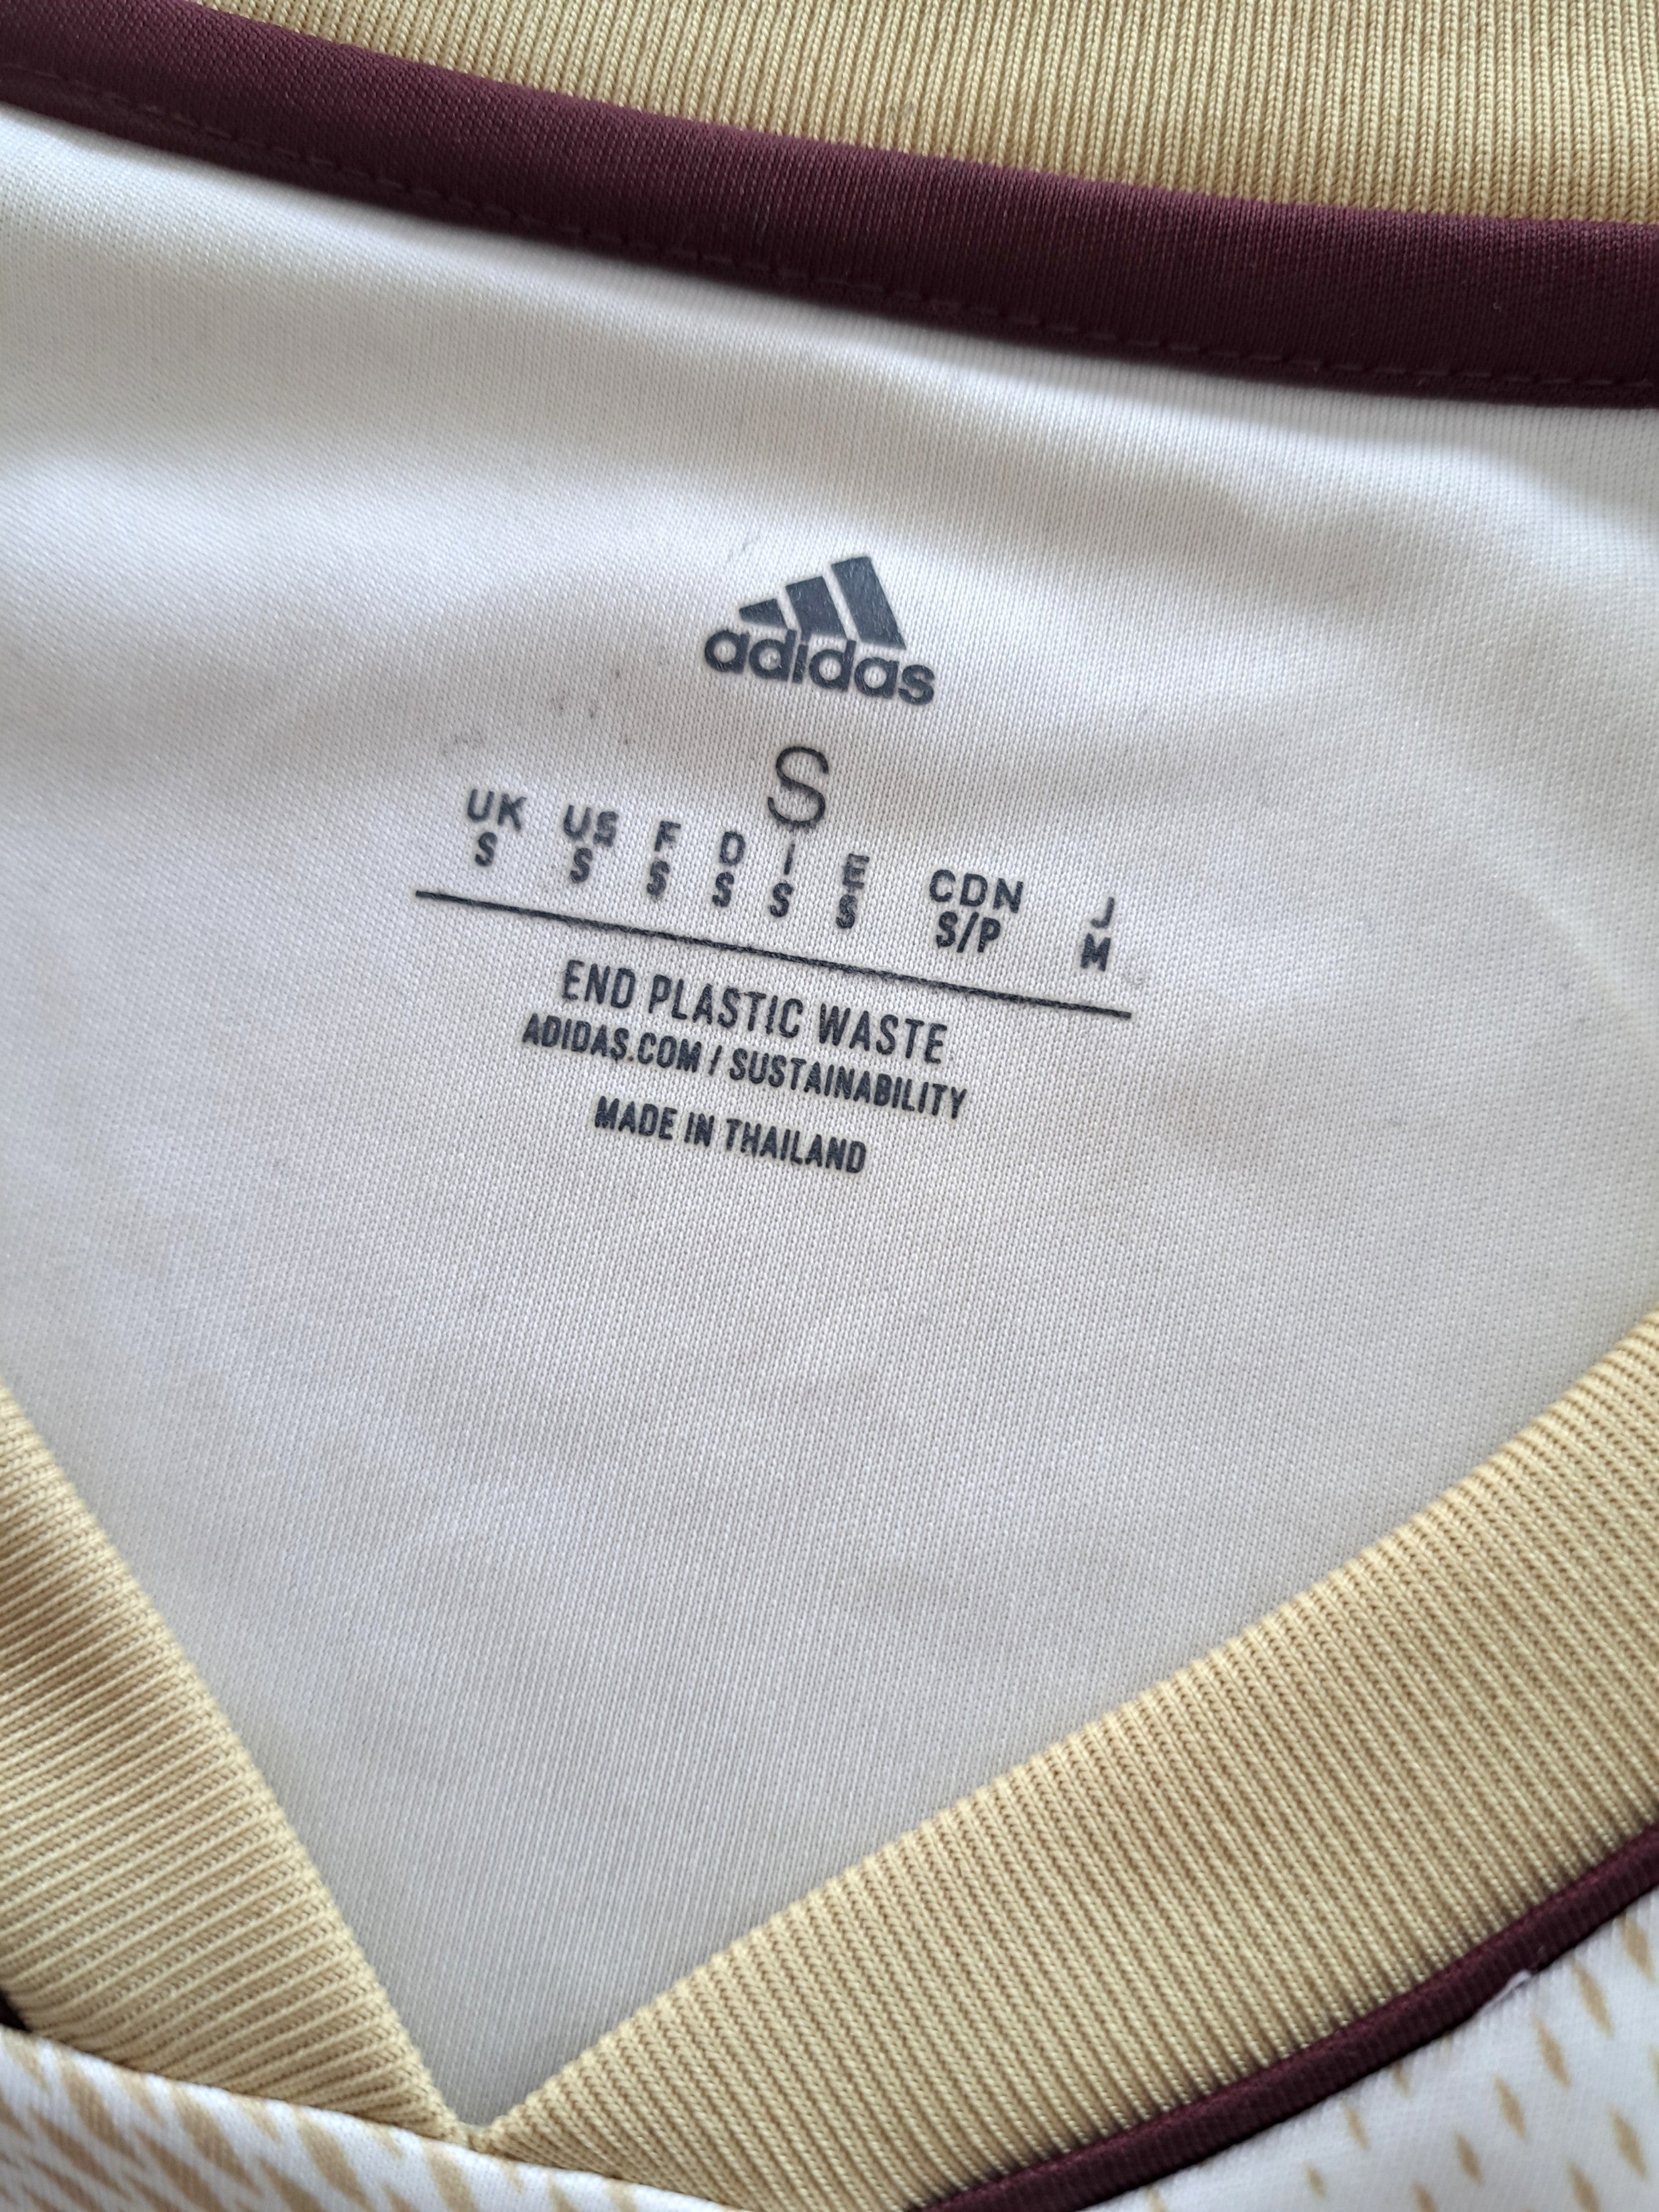 adidas
S
UK US F D I E CDN J
S S S S S S S/P M
END PLASTIC WASTE
ADIDAS.COM / SUSTAINABILITY
MADE IN THAILAND